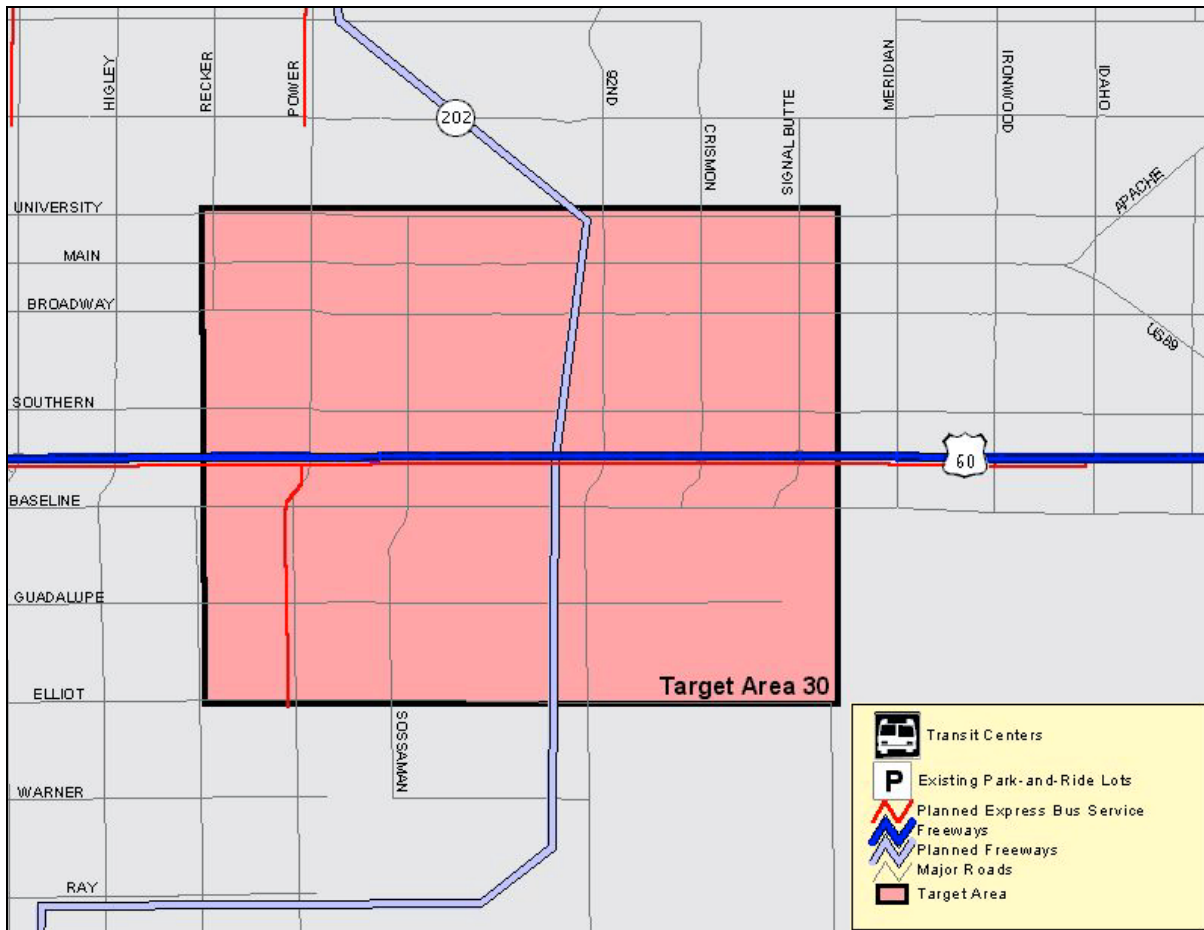 HIGLEY
RECKER
POWER
92ND
MERIDIAN
IRONWOOD
IDAHO
202
CRISMON
SIGNAL BUTTE
APACHE
UNIVERSITY
MAIN
BROADWAY
US89
SOUTHERN
60
BASELINE
GUADALUPE
ELLIOT
Target Area 30
SOSSAMAN
WARNER
RAY
Transit Centers
P
Existing Park-and-Ride Lots
Planned Express Bus Service
Freeways
Planned Freeways
Major Roads
Target Area